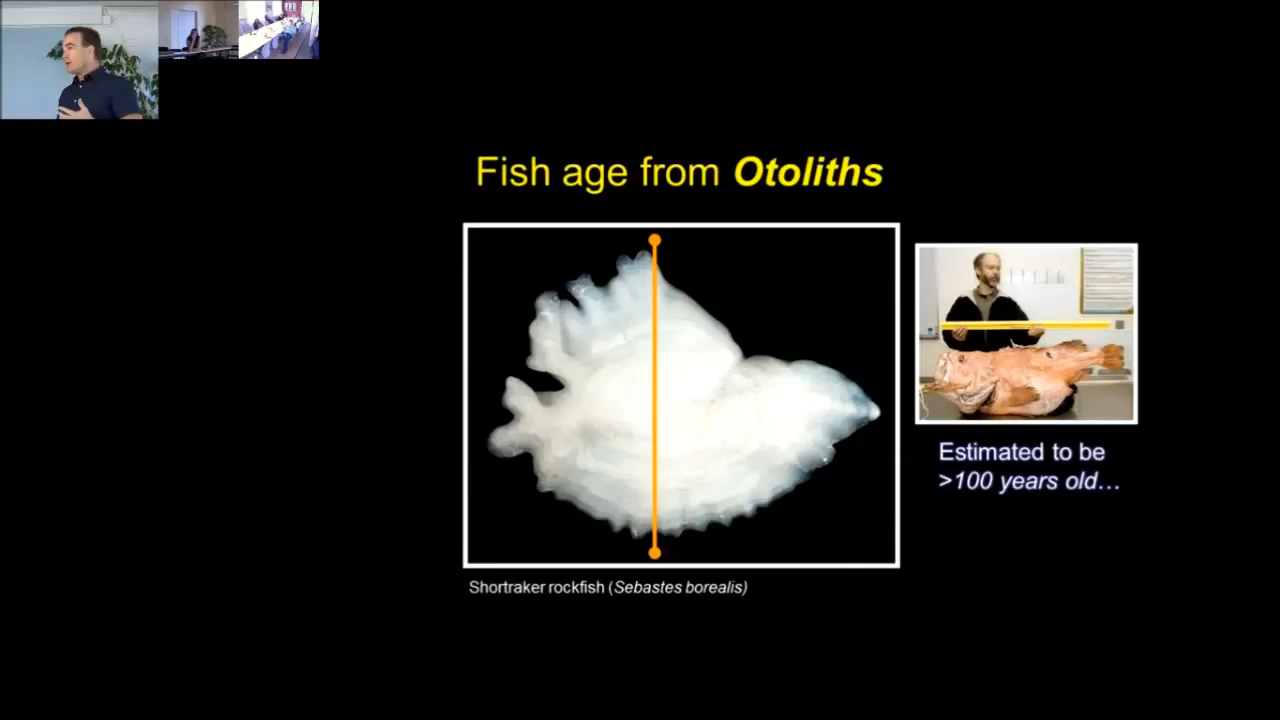 Fish age from Otoliths
Estimated to be
>100 years old…
Shortraker rockfish (Sebastes borealis)